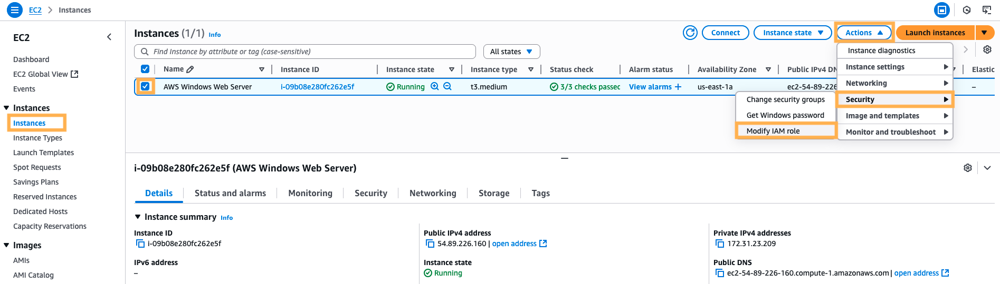 EC2 > Instances
EC2
Dashboard
EC2 Global View
Events
Instances
Instances
Instance Types
Launch Templates
Spot Requests
Savings Plans
Reserved Instances
Dedicated Hosts
Capacity Reservations
Images
AMIs
AMI Catalog
Instances (1/1) Info
Connect
Instance state
Actions
Launch instances
Find Instance by attribute or tag (case-sensitive)
All states
Name Instance ID Instance state Instance type Status check Alarm status Availability Zone Public IPv4 DN Elastic
AWS Windows Web Server i-09b08e280fc262e5f Running t3.medium 3/3 checks passec View alarms + us-east-1a ec2-54-89-226 –
Instance diagnostics
Instance settings
Networking
Security
Image and templates
Monitor and troubleshoot
Change security groups
Get Windows password
Modify IAM role
i-09b08e280fc262e5f (AWS Windows Web Server)
Details Status and alarms Monitoring Security Networking Storage Tags
Instance summary Info
Instance ID
i-09b08e280fc262e5f
IPv6 address
–
Public IPv4 address
54.89.226.160 | open address
Instance state
Running
Private IPv4 addresses
172.31.23.209
Public DNS
ec2-54-89-226-160.compute-1.amazonaws.com | open address